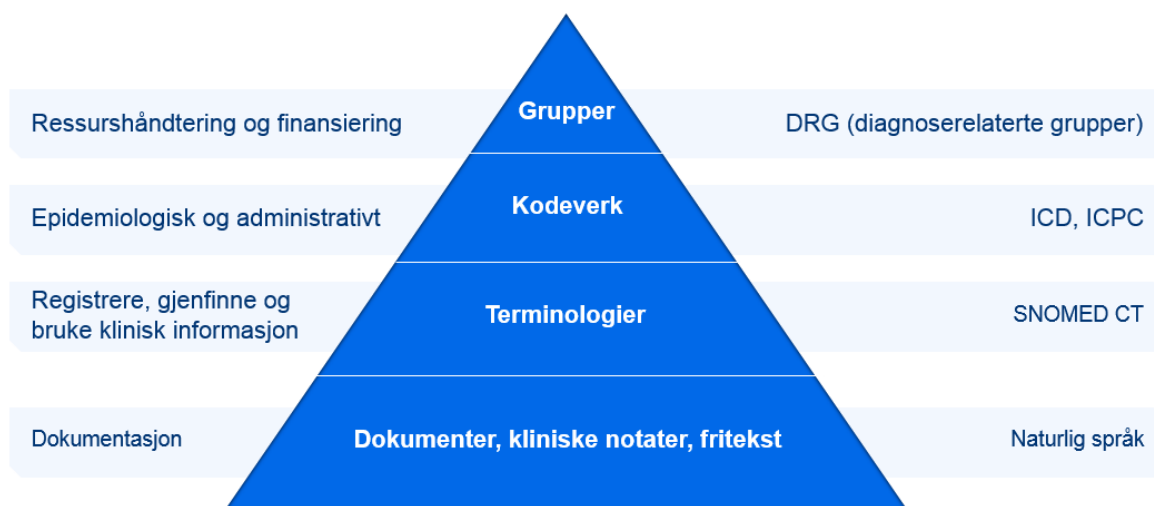 Ressurshåndtering og finansiering
Grupper
DRG (diagnoserelaterte grupper)
Epidemiologisk og administrativt
Kodeverk
ICD, ICPC
Registrere, gjenfinne og
bruke klinisk informasjon
Terminologier
SNOMED CT
Dokumentasjon
Dokumenter, kliniske notater, fritekst
Naturlig språk